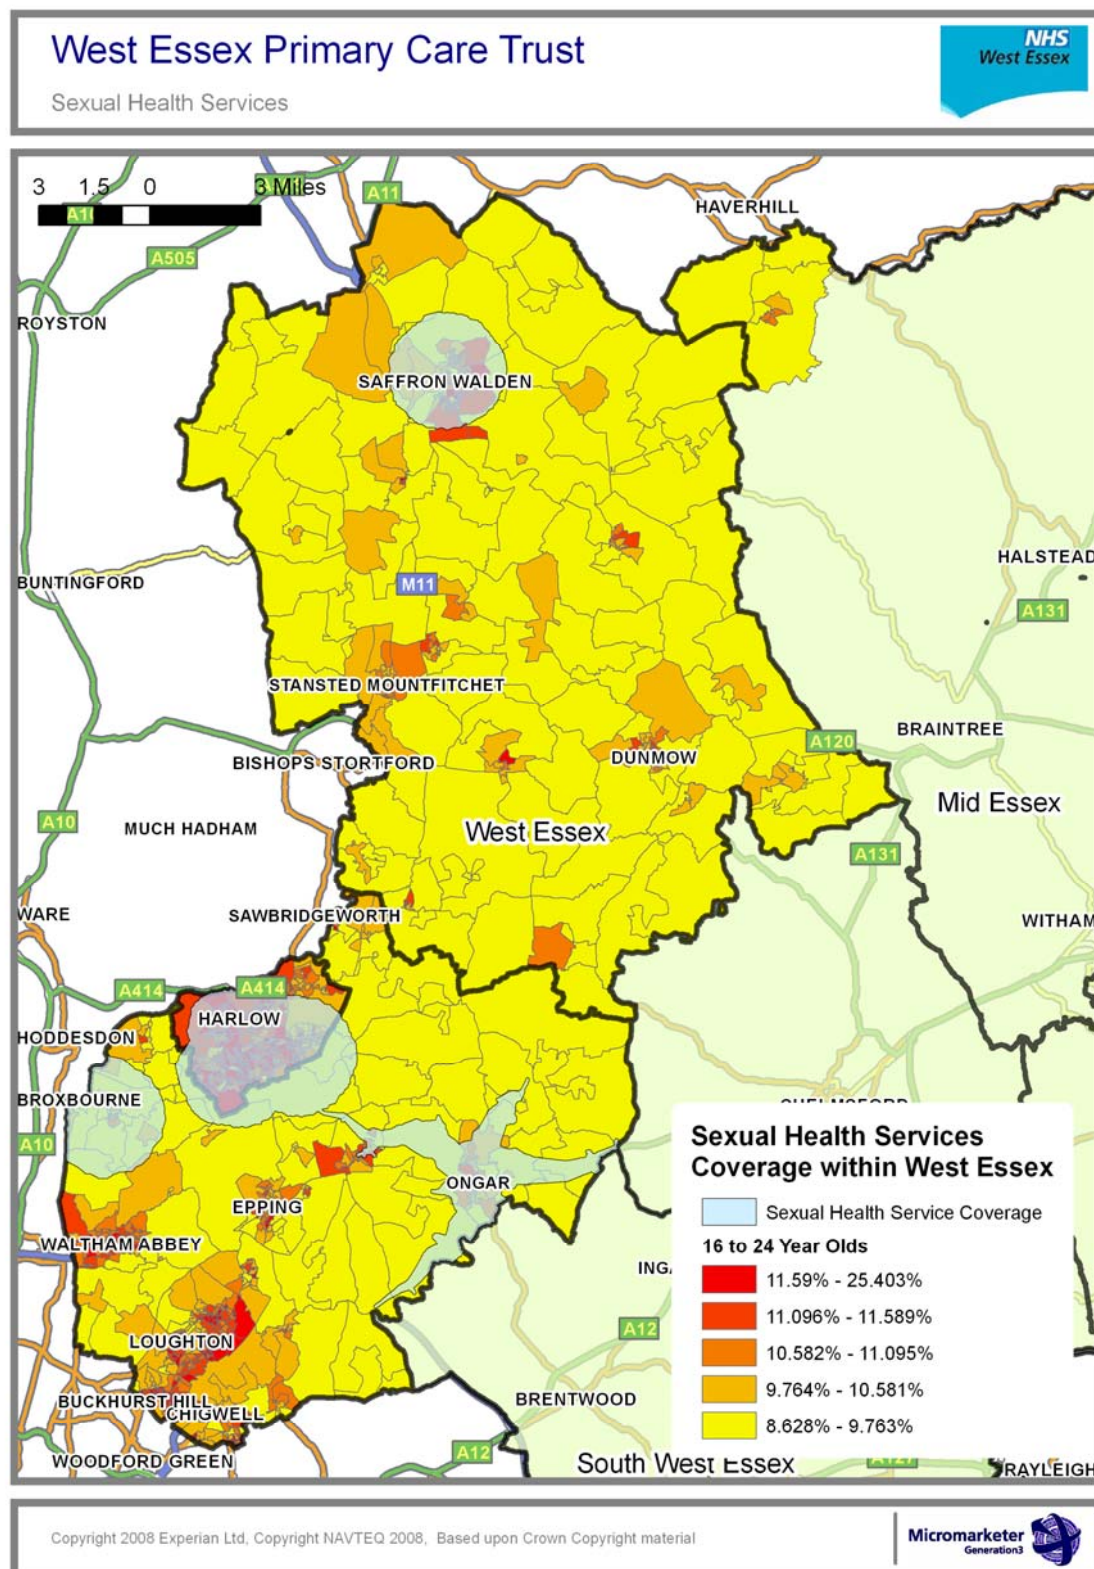 West Essex Primary Care Trust
Sexual Health Services
NHS
West Essex
3 1.5 0 3 Miles
A11
A10
A505
HAVERHILL
ROYSTON
SAFFRON WALDEN
HALSTEAD
BUNTINGFORD
M11
A131
STANSTED MOUNTFITCHET
BRAINTREE
A120
BISHOPS STORTFORD
DUNMOW
Mid Essex
A10
MUCH HADHAM
West Essex
A131
WARE
SAWBRIDGEWORTH
WITHAM
A414
A414
HARLOW
HODDESDON
BROXBOURNE
A10
ONGAR
EPPING
WALTHAM ABBEY
LOUGHTON
A12
BUCKHURST HILL
CHIGWELL
BRENTWOOD
WOODFORD GREEN
A12
South West Essex
RAYLEIGH
Sexual Health Services
Coverage within West Essex
Sexual Health Service Coverage
16 to 24 Year Olds
11.59% - 25.403%
11.096% - 11.589%
10.582% - 11.095%
9.764% - 10.581%
8.628% - 9.763%
Copyright 2008 Experian Ltd, Copyright NAVTEQ 2008, Based upon Crown Copyright material
Micromarketer
Generation3